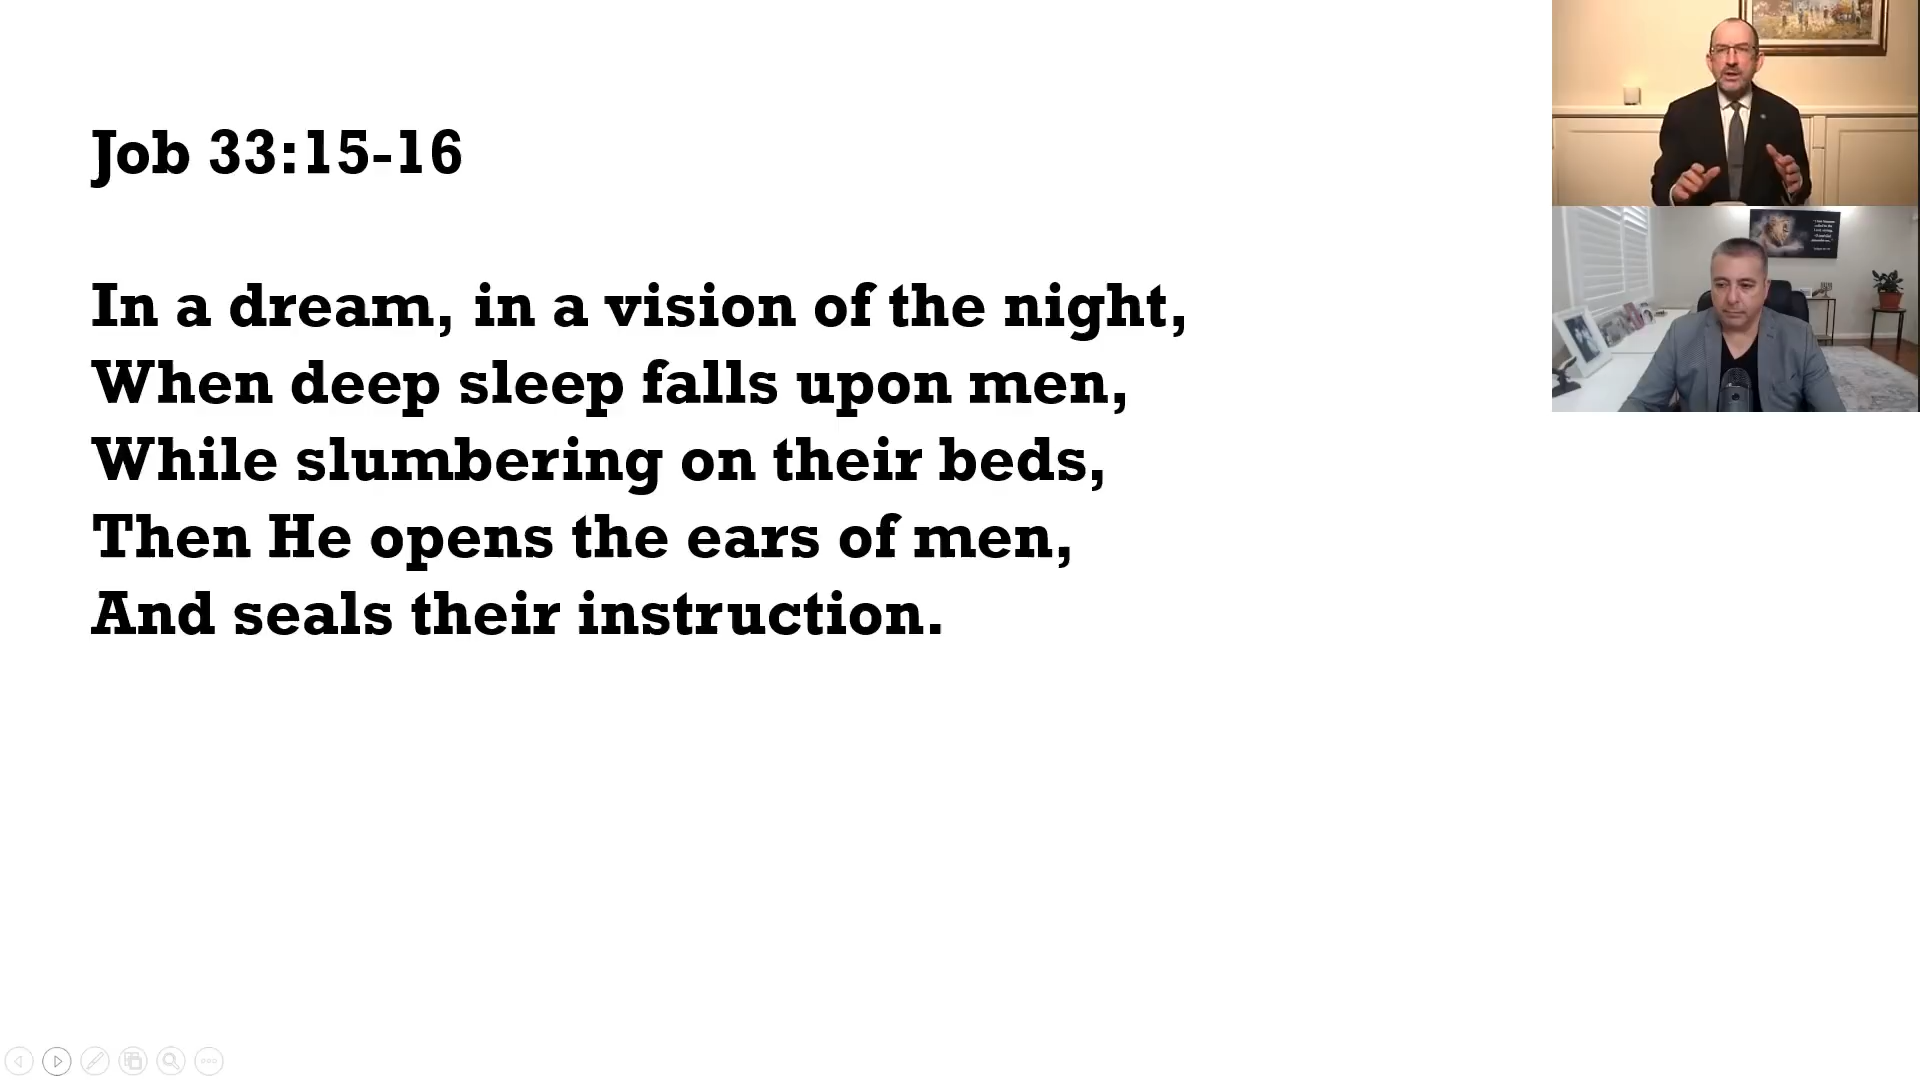 Job 33:15-16
In a dream, in a vision of the night,
When deep sleep falls upon men,
While slumbering on their beds,
Then He opens the ears of men,
And seals their instruction.